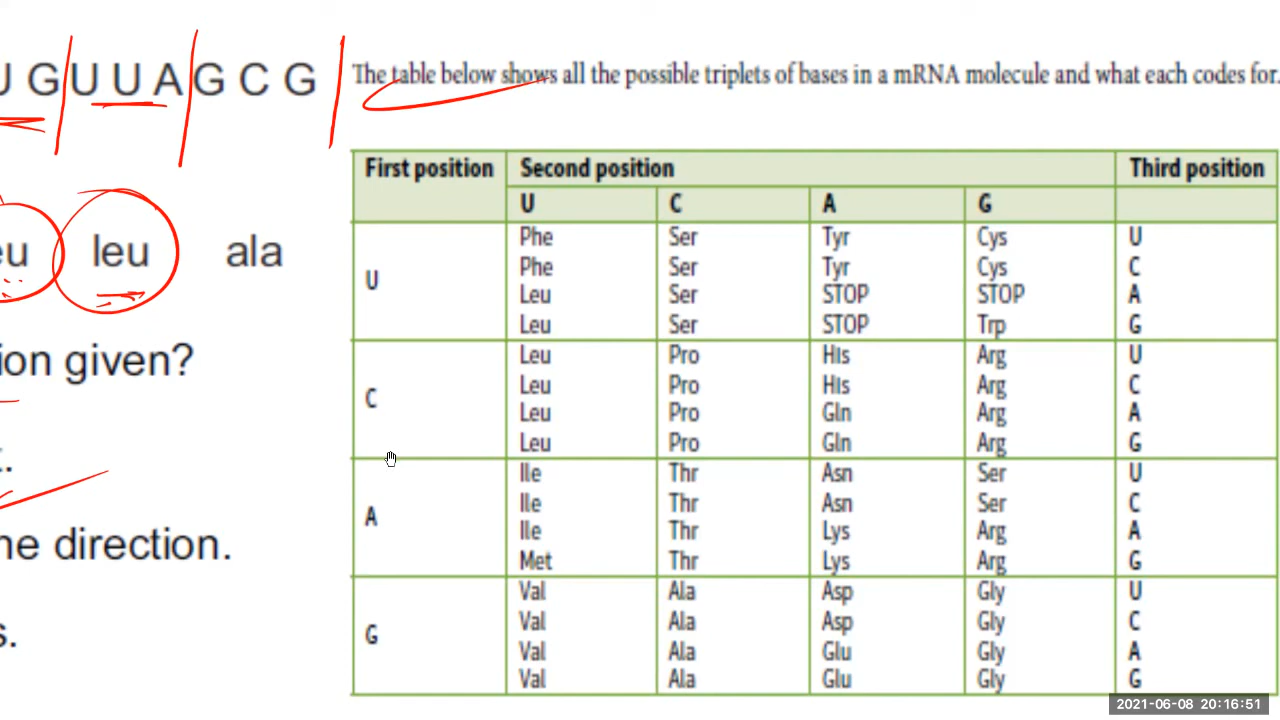 U G U U A G C G
leu ala
ion given?
he direction.
s.
The table below shows all the possible triplets of bases in a mRNA molecule and what each codes for.
First position Second position Third position
U C A G
U
Phe Ser Tyr Cys U
Phe Ser Tyr Cys C
Leu Ser STOP STOP A
Leu Ser STOP Trp G
C
Leu Pro His Arg U
Leu Pro His Arg C
Leu Pro Gln Arg A
Leu Pro Gln Arg G
A
Ile Thr Asn Ser U
Ile Thr Asn Ser C
Ile Thr Lys Arg A
Met Thr Lys Arg G
G
Val Ala Asp Gly U
Val Ala Asp Gly C
Val Ala Glu Gly A
Val Ala Glu Gly G
2021-06-08 20:16:51